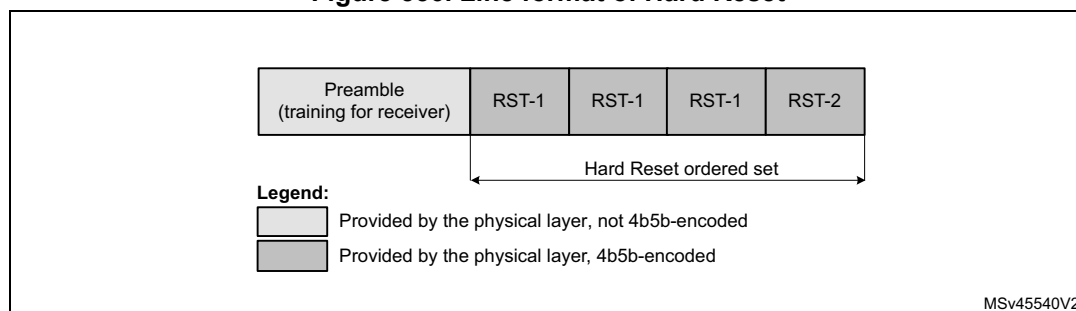 Preamble
(training for receiver)
RST-1
RST-1
RST-1
RST-2
Hard Reset ordered set
Legend:
Provided by the physical layer, not 4b5b-encoded
Provided by the physical layer, 4b5b-encoded
MSv45540V2